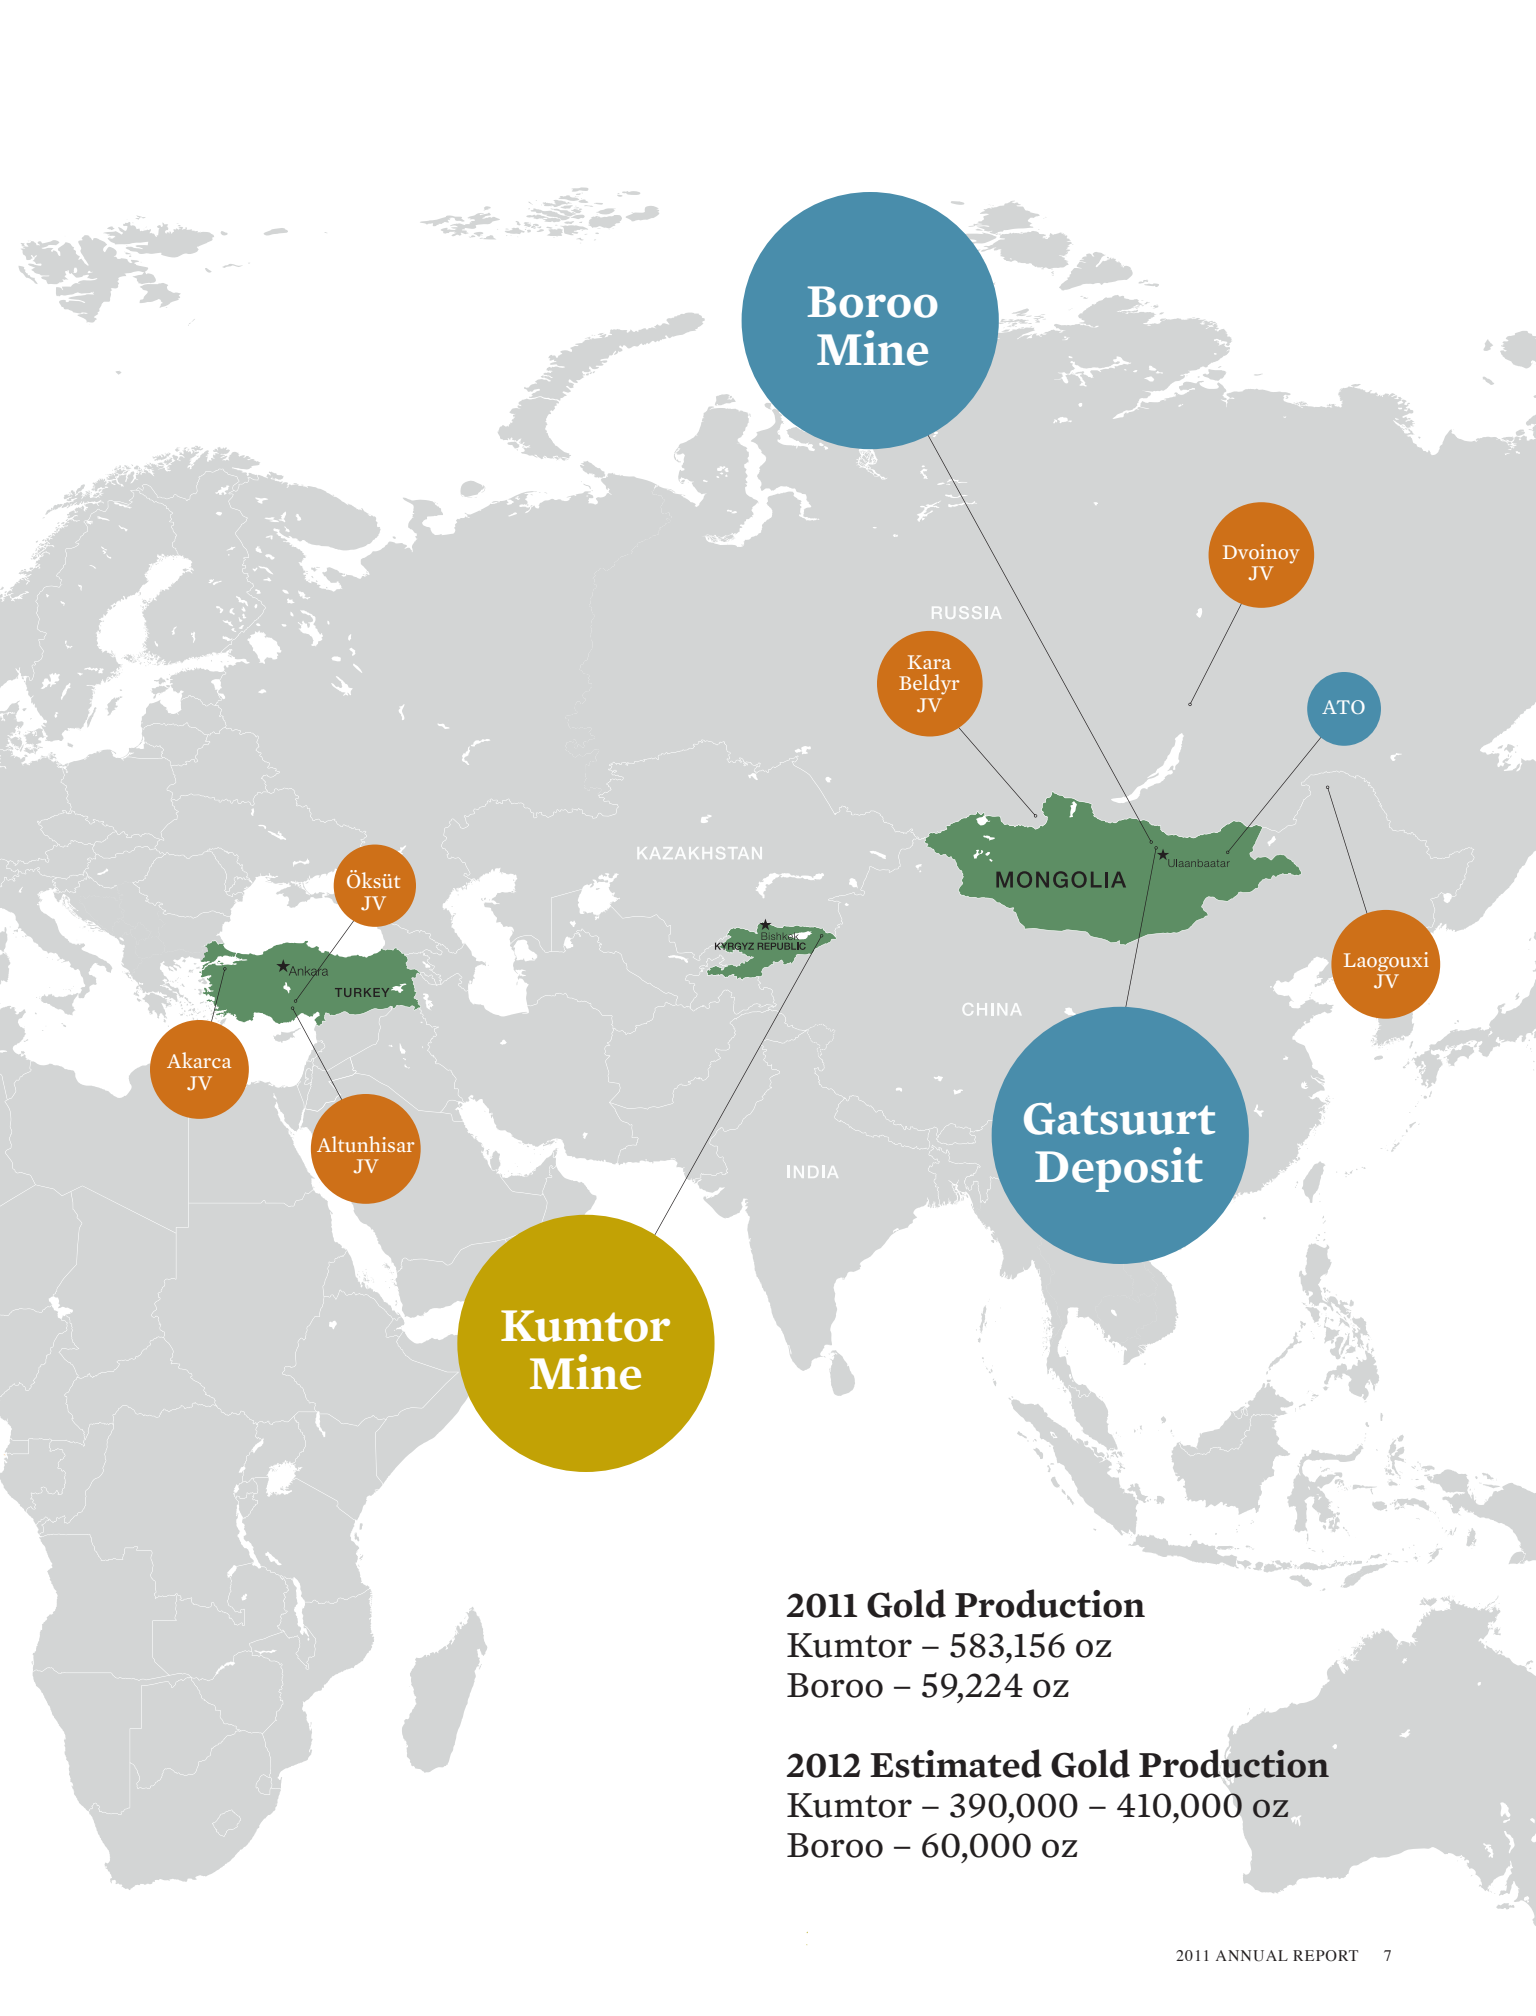 Boroo
Mine
Dvoinoy
JV
RUSSIA
Kara
Beldyr
JV
ATO
KAZAKHSTAN
Öksüt
JV
Ulaanbaatar
MONGOLIA
Bishkek
KYRGYZ REPUBLIC
Ankara
TURKEY
Laogouxi
JV
CHINA
Akarca
JV
Altunhisar
JV
Gatsuurt
Deposit
INDIA
Kumtor
Mine
2011 Gold Production
Kumtor – 583,156 oz
Boroo – 59,224 oz
2012 Estimated Gold Production
Kumtor – 390,000 – 410,000 oz
Boroo – 60,000 oz
2011 ANNUAL REPORT 7